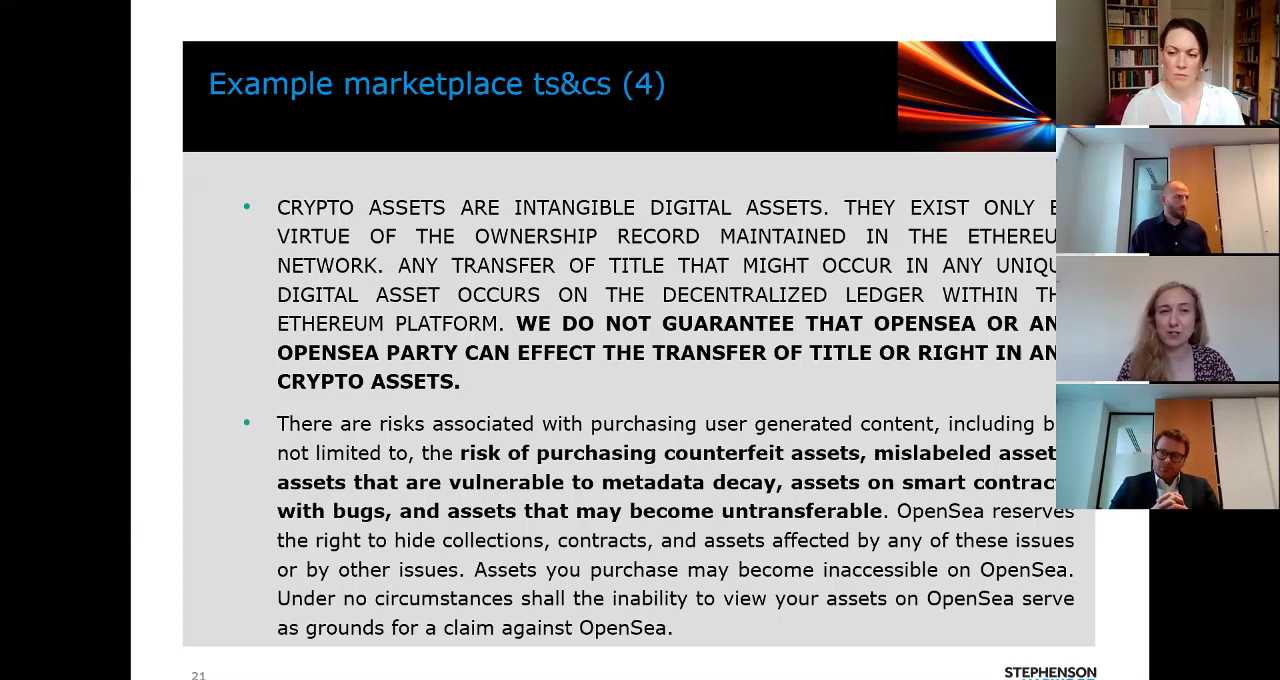 Example marketplace ts&cs (4)
• CRYPTO ASSETS ARE INTANGIBLE DIGITAL ASSETS. THEY EXIST ONLY
VIRTUE OF THE OWNERSHIP RECORD MAINTAINED IN THE
NETWORK. ANY TRANSFER OF TITLE THAT MIGHT OCCUR IN ANY
DIGITAL ASSET OCCURS ON THE DECENTRALIZED LEDGER WITHIN
ETHEREUM PLATFORM. WE DO NOT GUARANTEE THAT OPENSEA OR
OPENSEA PARTY CAN EFFECT THE TRANSFER OF TITLE OR RIGHT IN
CRYPTO ASSETS.
• There are risks associated with purchasing user generated content, including
not limited to, the risk of purchasing counterfeit assets, mislabeled
assets that are vulnerable to metadata decay, assets on smart
with bugs, and assets that may become untransferable. OpenSea reserves
the right to hide collections, contracts, and assets affected by any of these issues
or by other issues. Assets you purchase may become inaccessible on OpenSea.
Under no circumstances shall the inability to view your assets on OpenSea serve
as grounds for a claim against OpenSea.
21
STEPHENSON